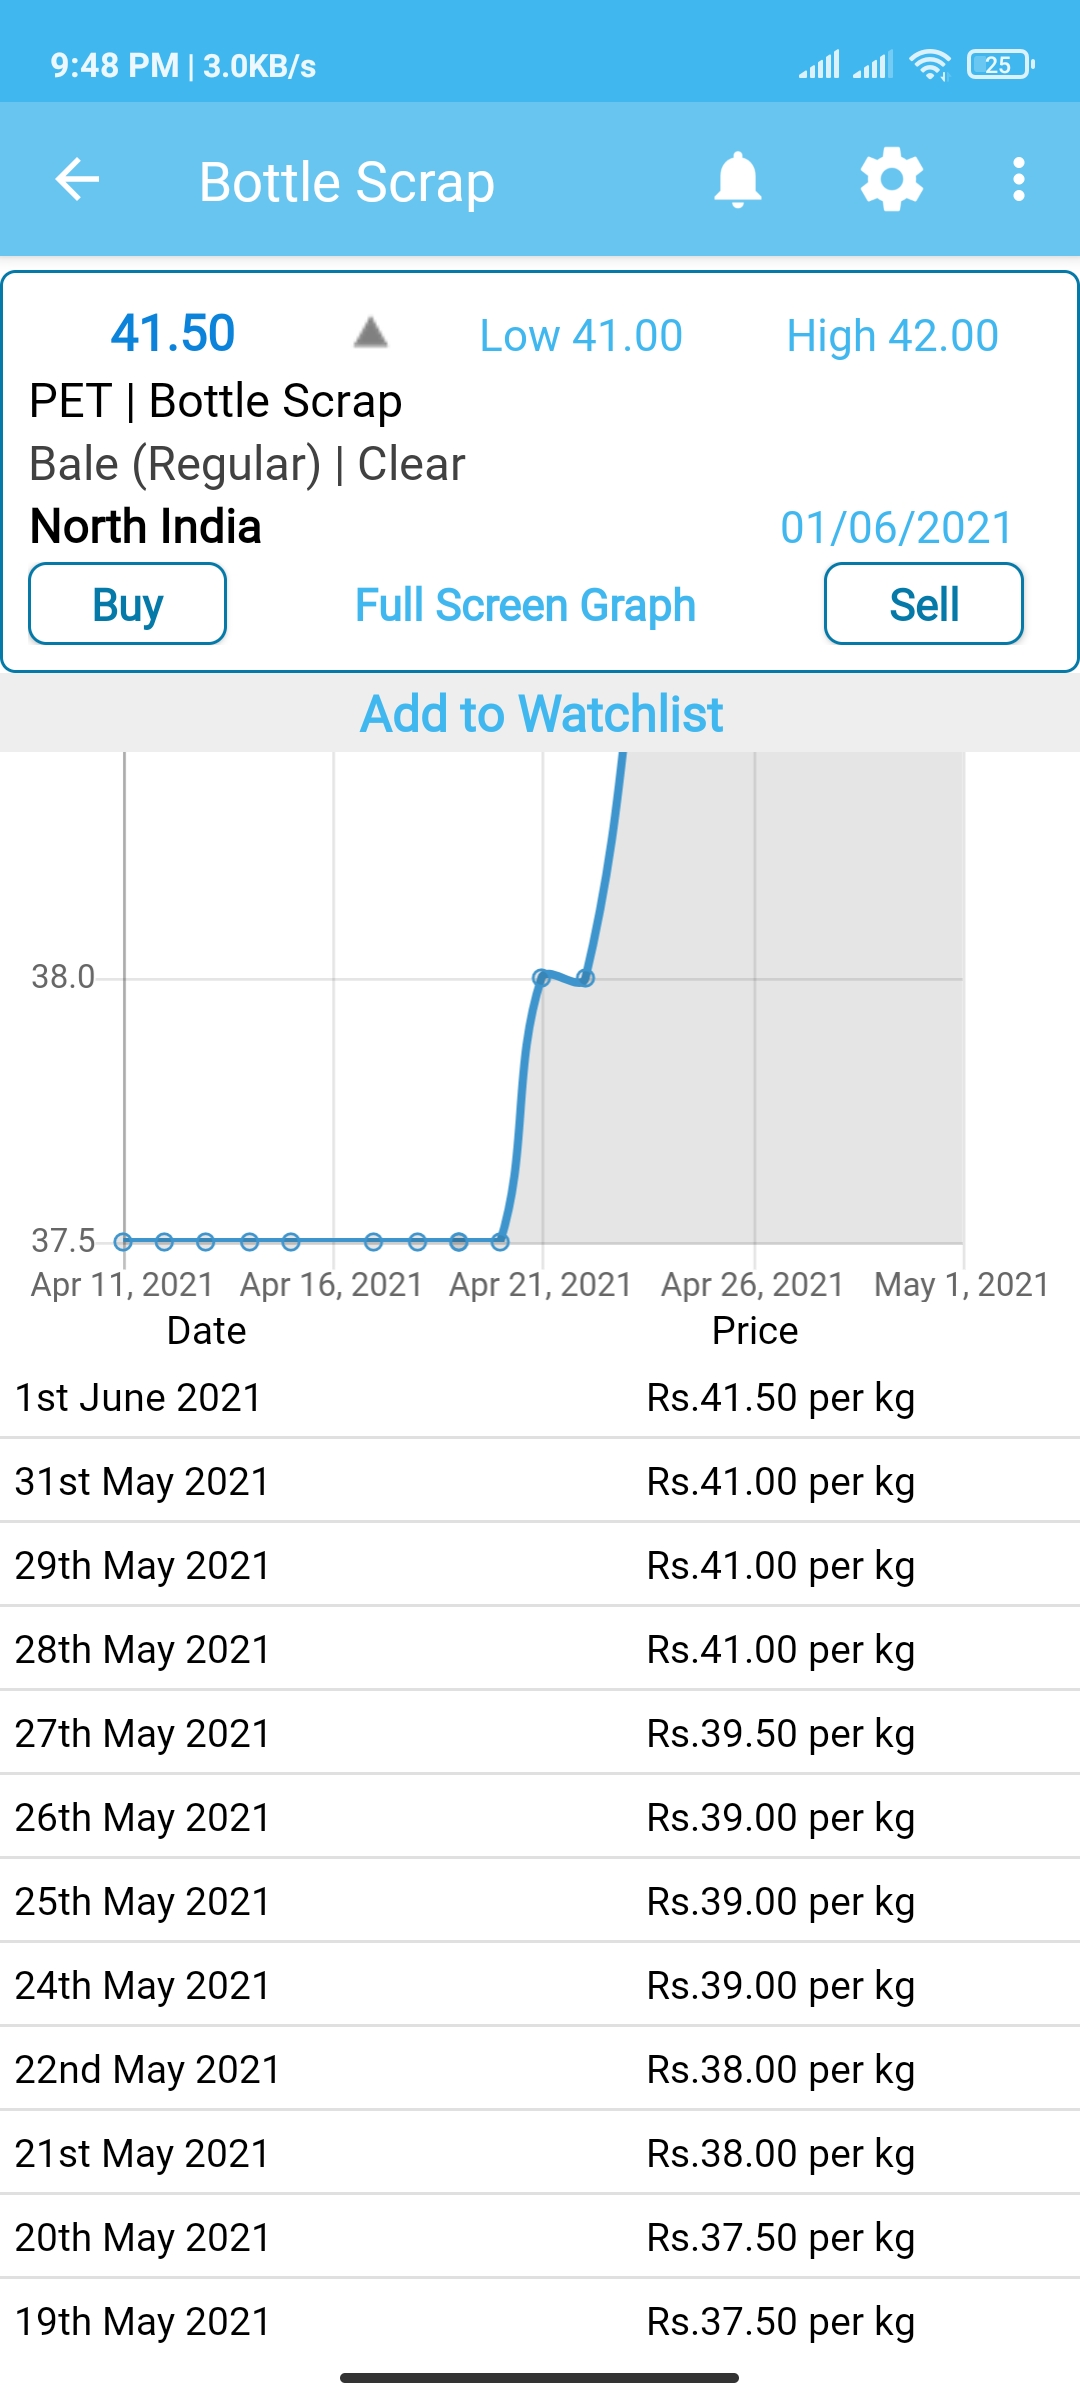 9:48 PM | 3.0KB/s 25
Bottle Scrap
41.50 Low 41.00 High 42.00
PET | Bottle Scrap
Bale (Regular) | Clear
North India 01/06/2021
Buy Full Screen Graph Sell
Add to Watchlist
38.0
37.5
Apr 11, 2021 Apr 16, 2021 Apr 21, 2021 Apr 26, 2021 May 1, 2021
Date Price
1st June 2021 Rs.41.50 per kg
31st May 2021 Rs.41.00 per kg
29th May 2021 Rs.41.00 per kg
28th May 2021 Rs.41.00 per kg
27th May 2021 Rs.39.50 per kg
26th May 2021 Rs.39.00 per kg
25th May 2021 Rs.39.00 per kg
24th May 2021 Rs.39.00 per kg
22nd May 2021 Rs.38.00 per kg
21st May 2021 Rs.38.00 per kg
20th May 2021 Rs.37.50 per kg
19th May 2021 Rs.37.50 per kg